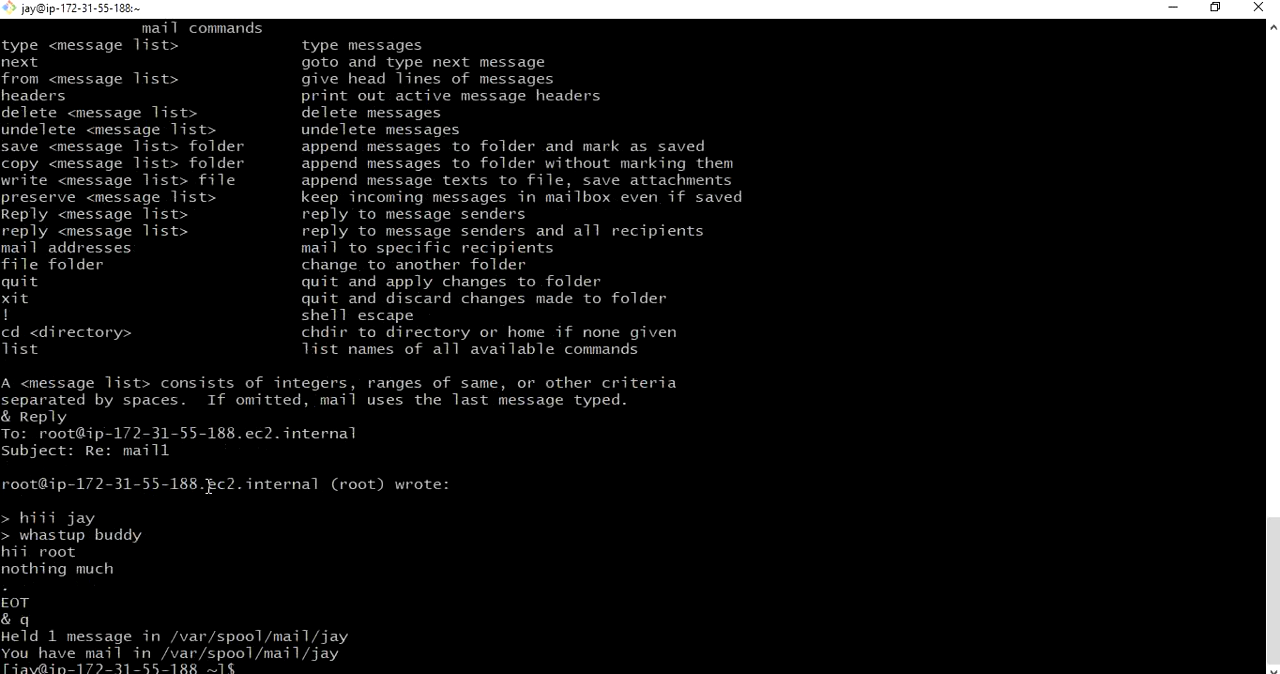 jay@ip-172-31-55-188:~
mail commands
type <message list> type messages
next goto and type next message
from <message list> give head lines of messages
headers print out active message headers
delete <message list> delete messages
undelete <message list> undelete messages
save <message list> folder append messages to folder and mark as saved
copy <message list> folder append messages to folder without marking them
write <message list> file append message texts to file, save attachments
preserve <message list> keep incoming messages in mailbox even if saved
Reply <message list> reply to message senders
reply <message list> reply to message senders and all recipients
mail addresses mail to specific recipients
file folder change to another folder
quit quit and apply changes to folder
xit quit and discard changes made to folder
! shell escape
cd <directory> chdir to directory or home if none given
list list names of all available commands
A <message list> consists of integers, ranges of same, or other criteria
separated by spaces. If omitted, mail uses the last message typed.
& Reply
To: root@ip-172-31-55-188.ec2.internal
Subject: Re: mail1
root@ip-172-31-55-188.ec2.internal (root) wrote:
> hiii jay
> whastup buddy
hii root
nothing much
.
EOT
& q
Held 1 message in /var/spool/mail/jay
You have mail in /var/spool/mail/jay
[jay@ip-172-31-55-188 ~]$